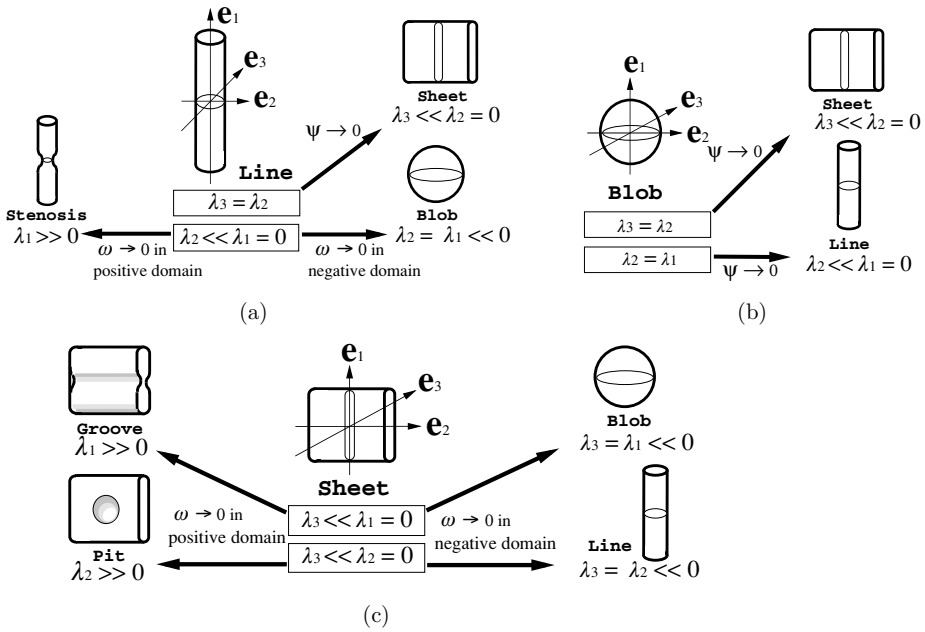 e1
e3
e2
Line
λ3 = λ2
λ2 << λ1 = 0
Stenosis
λ1 >> 0
ω → 0 in
positive domain
ψ → 0
Sheet
λ3 << λ2 = 0
Blob
λ2 = λ1 << 0
ω → 0 in
negative domain
(a)
e1
e3
e2
Blob
λ3 = λ2
λ2 = λ1
Ψ → 0
Sheet
λ3 << λ2 = 0
Line
λ2 << λ1 = 0
Ψ → 0
(b)
Groove
λ1 >> 0
Pit
λ2 >> 0
ω → 0 in
positive domain
e1
e3
e2
Sheet
λ3 << λ1 = 0
λ3 << λ2 = 0
ω → 0 in
negative domain
Blob
λ3 = λ1 << 0
Line
λ3 = λ2 << 0
(c)